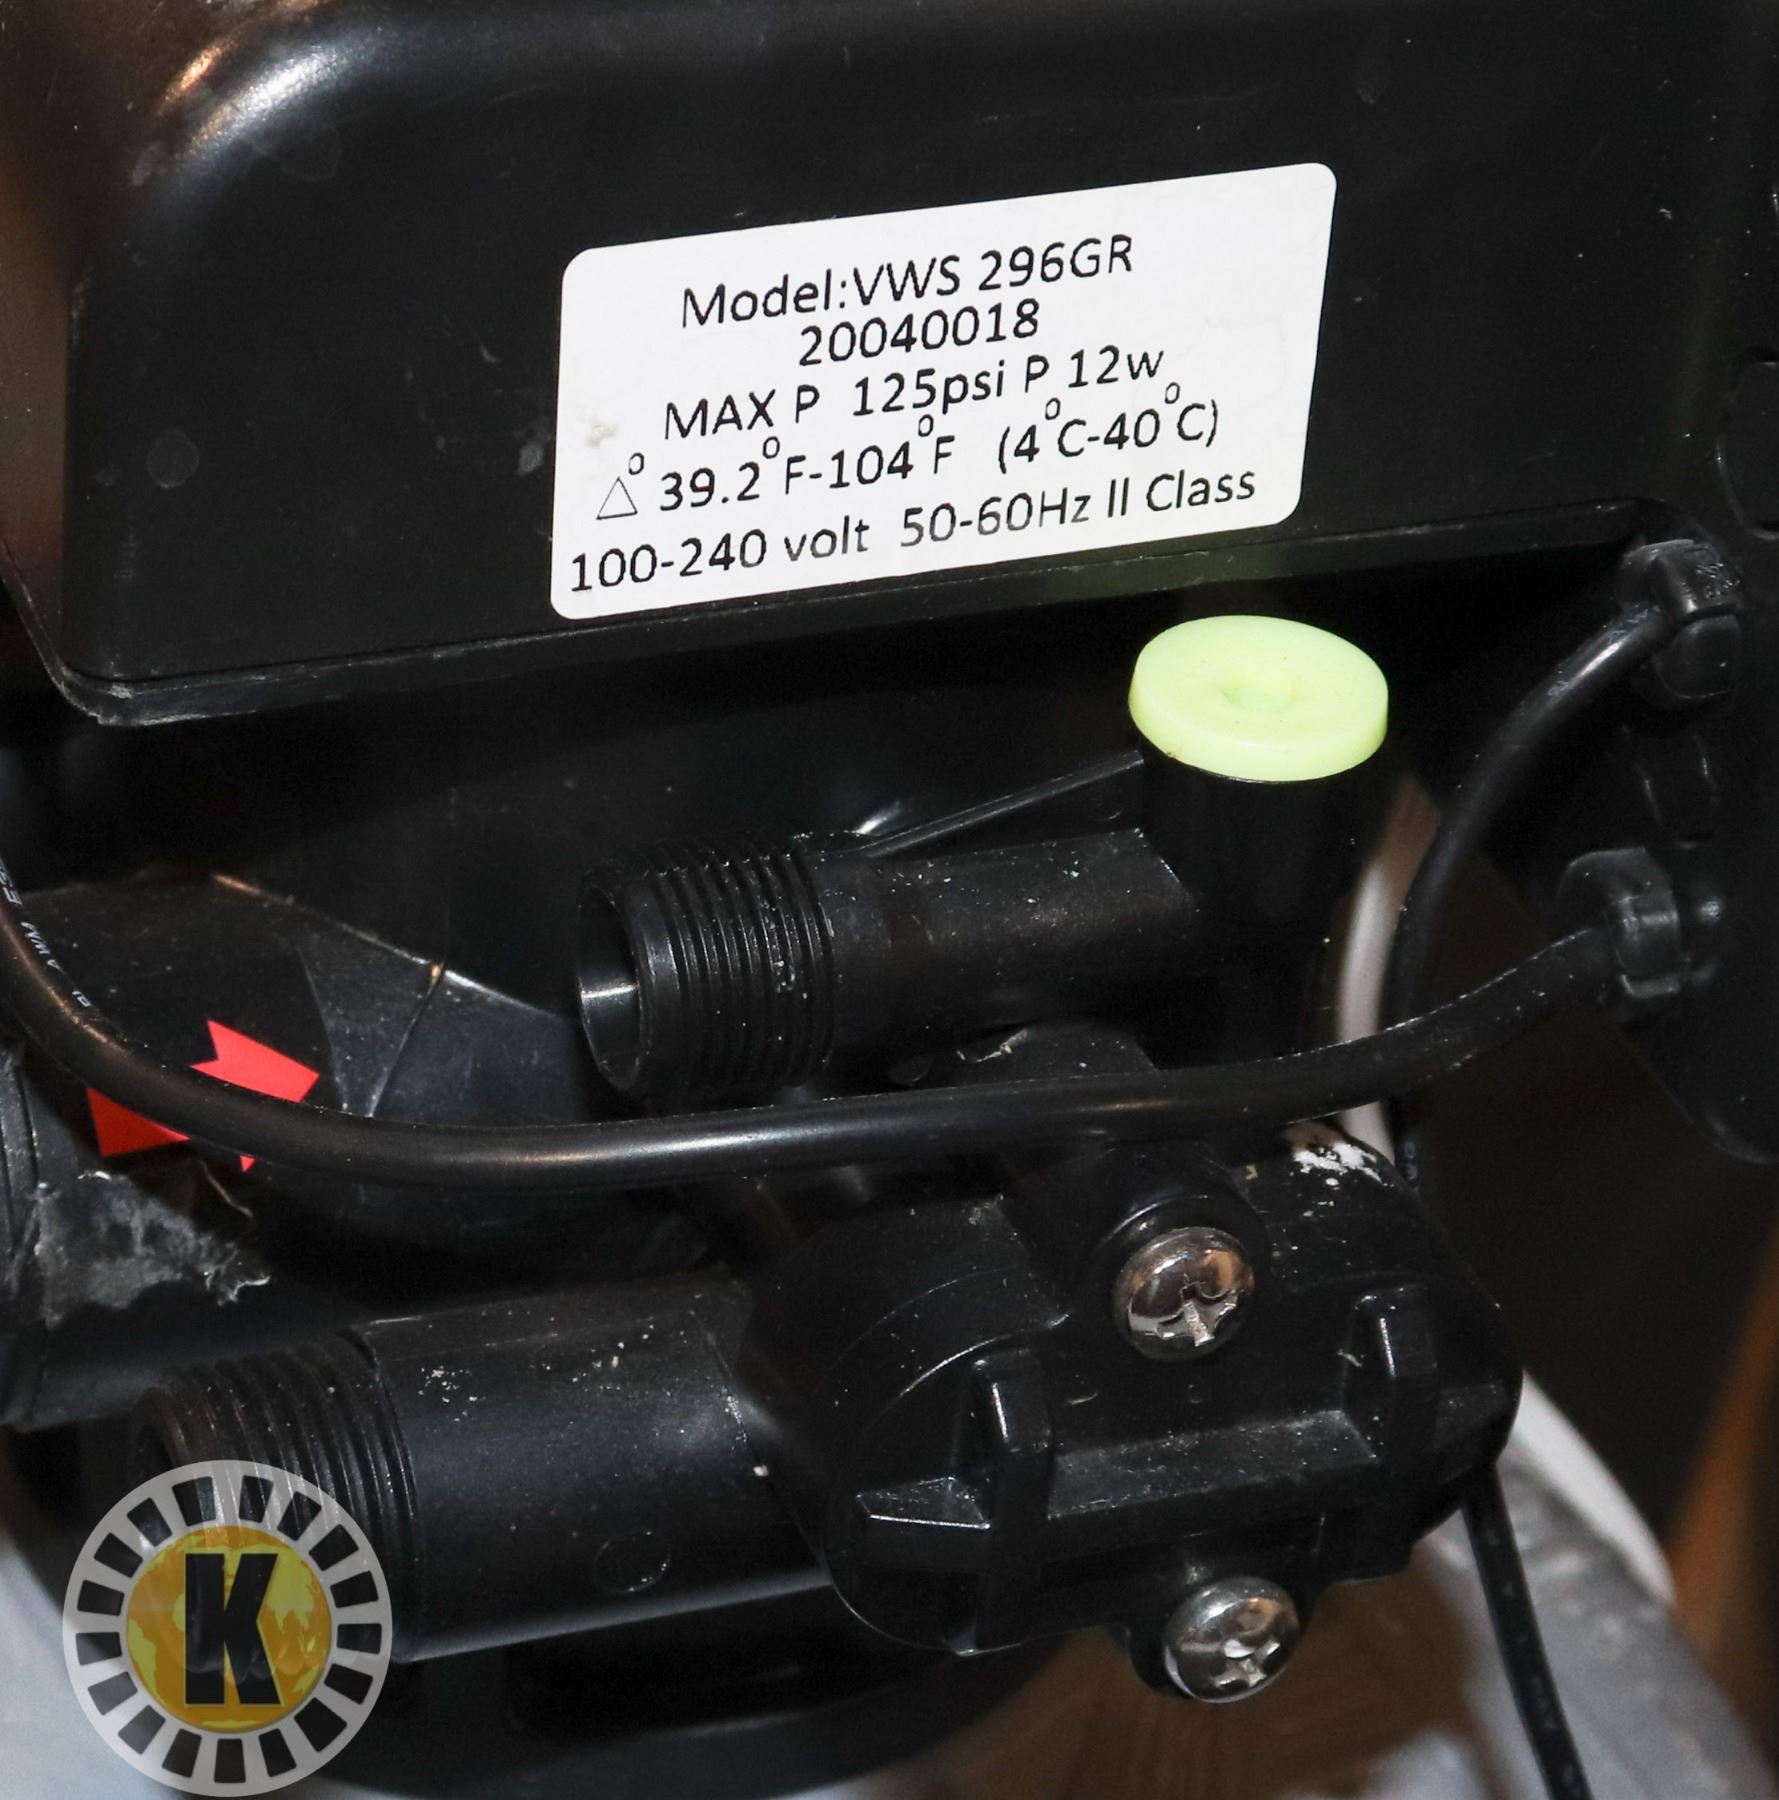 Model:VWS 296GR
20040018
MAX P 125psi P 12w
△° 39.2°F-104°F (4°C-40°C)
100-240 volt 50-60Hz II Class
K